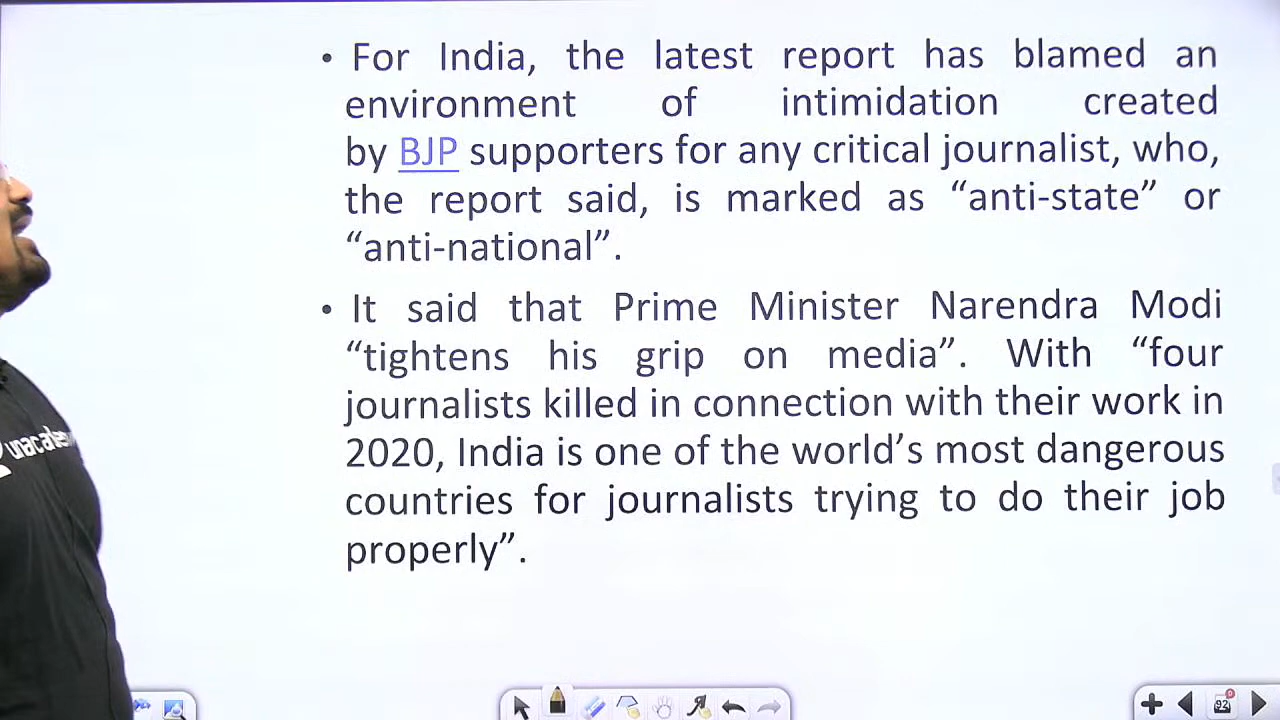 • For India, the latest report has blamed an
environment of intimidation created
by BJP supporters for any critical journalist, who,
the report said, is marked as “anti-state” or
“anti-national”.
• It said that Prime Minister Narendra Modi
“tightens his grip on media”. With “four
journalists killed in connection with their work in
2020, India is one of the world’s most dangerous
countries for journalists trying to do their job
properly”.
92